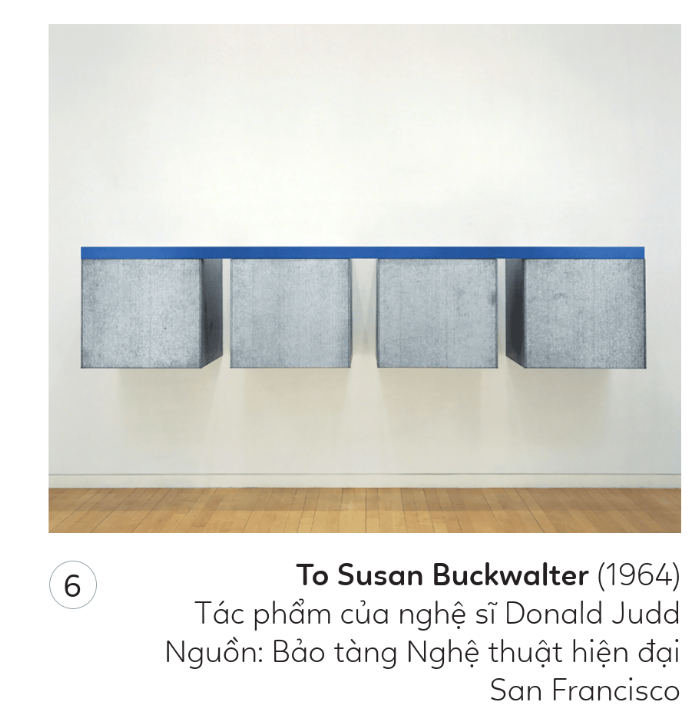 6
To Susan Buckwalter (1964)
Tác phẩm của nghệ sĩ Donald Judd
Nguồn: Bảo tàng Nghệ thuật hiện đại
San Francisco